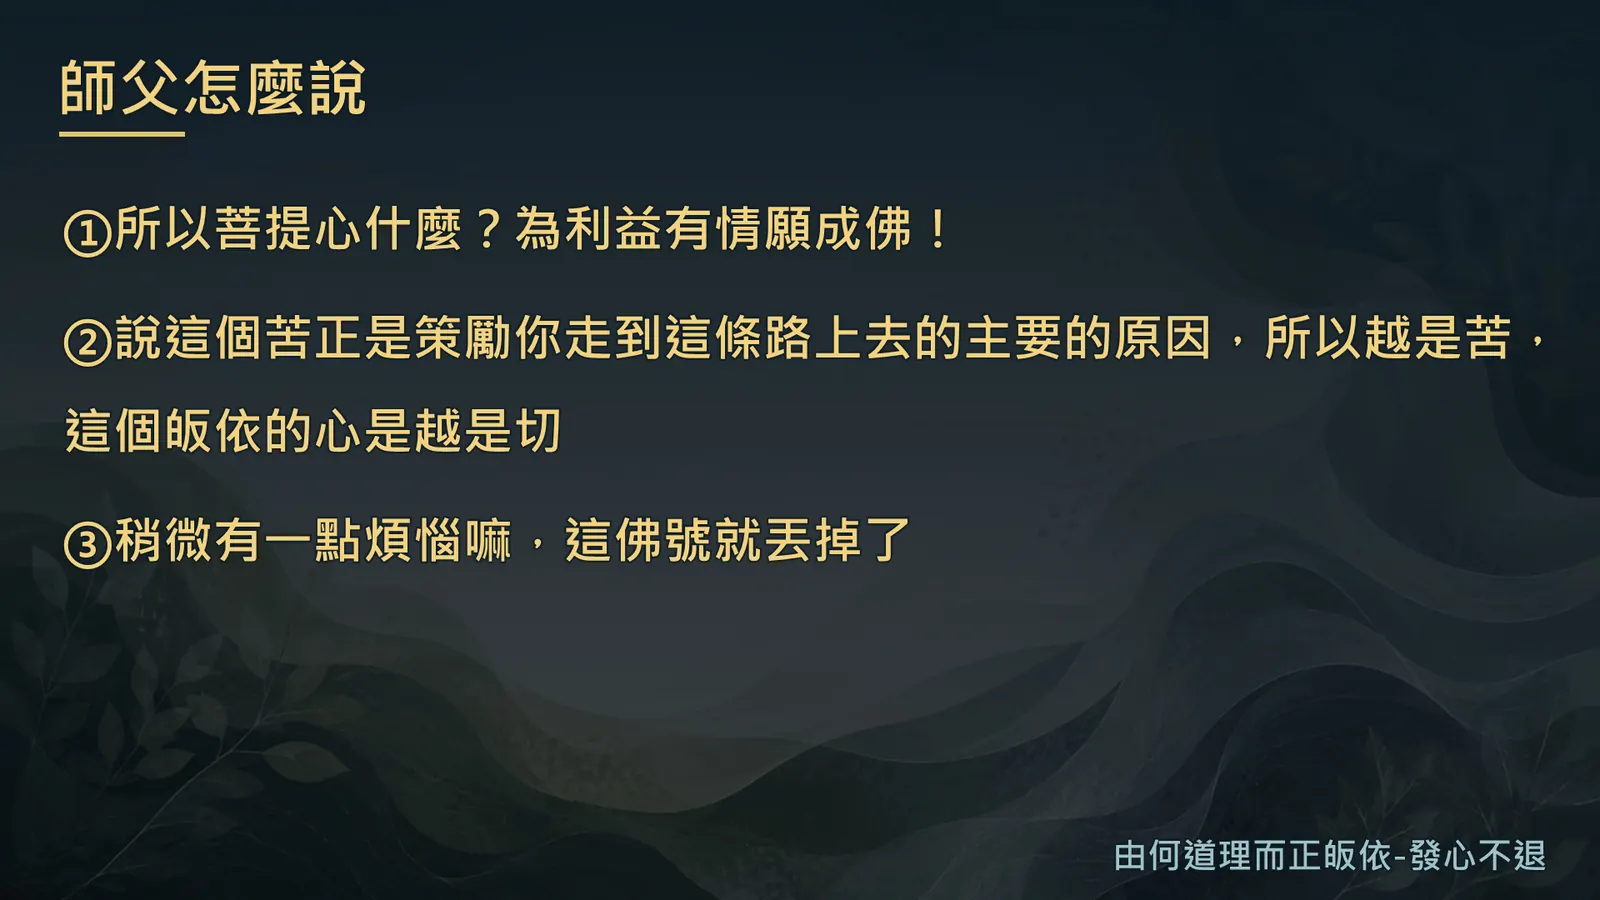 師父怎麼說
①所以菩提心什麼？為利益有情願成佛！
②說這個苦正是策勵你走到這條路上去的主要的原因，所以越是苦，
這個皈依的心是越是切
③稍微有一點煩惱嘛，這佛號就丟掉了
由何道理而正皈依-發心不退